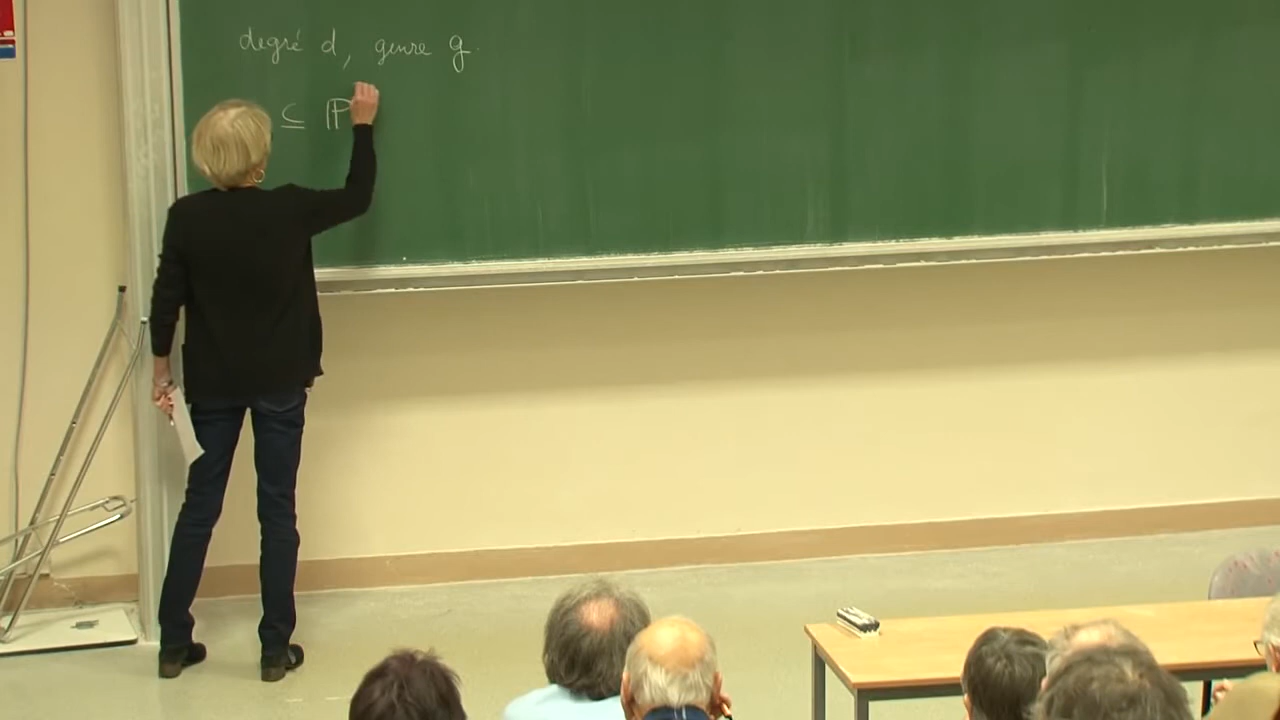 degré d, genre g.
⊆ ℙ